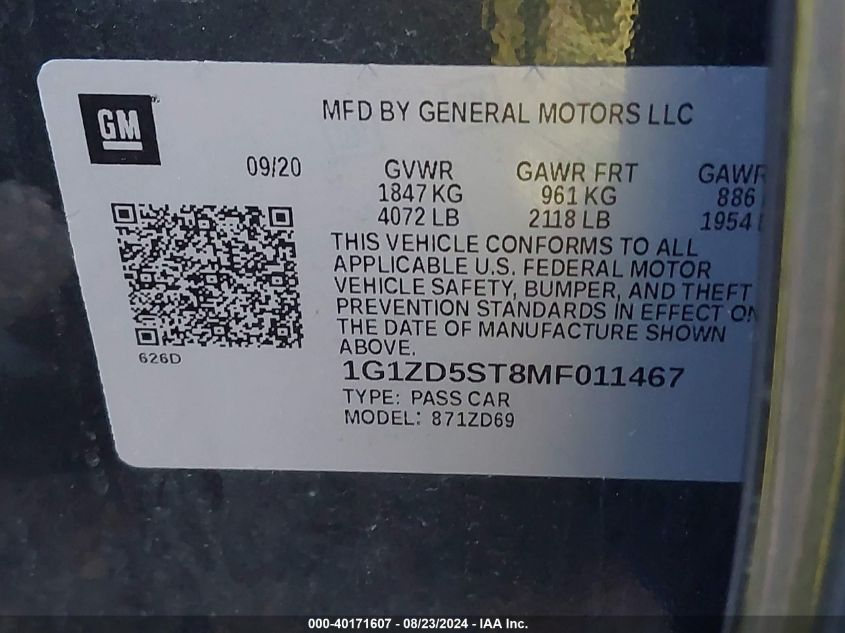 GM
MFD BY GENERAL MOTORS LLC
09/20 GVWR GAWR FRT GAWR
1847 KG 961 KG 886
4072 LB 2118 LB 1954
THIS VEHICLE CONFORMS TO ALL
APPLICABLE U.S. FEDERAL MOTOR
VEHICLE SAFETY, BUMPER, AND THEFT
PREVENTION STANDARDS IN EFFECT ON
THE DATE OF MANUFACTURE SHOWN
ABOVE.
626D
1G1ZD5ST8MF011467
TYPE: PASS CAR
MODEL: 871ZD69
000-40171607 - 08/23/2024 - IAA Inc.